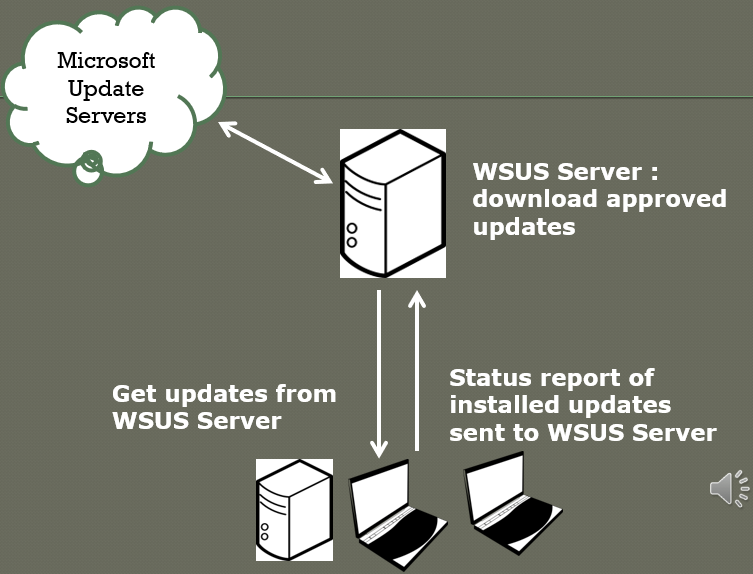 Microsoft
Update
Servers
WSUS Server :
download approved
updates
Get updates from
WSUS Server
Status report of
installed updates
sent to WSUS Server